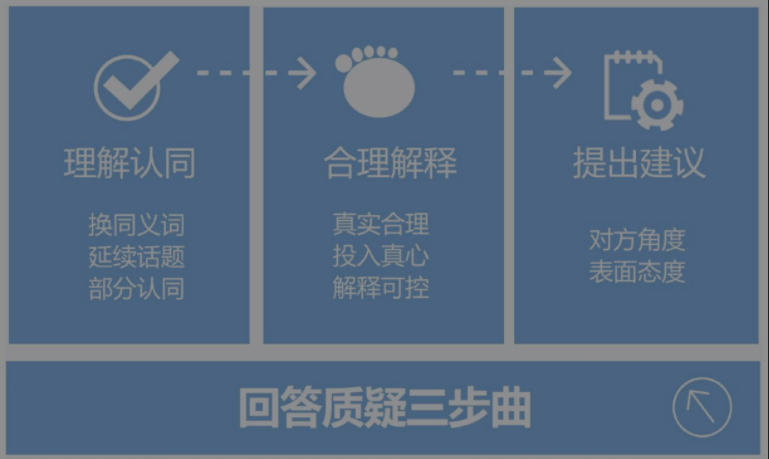 理解认同
换同义词
延续话题
部分认同
合理解释
真实合理
投入真心
解释可控
提出建议
对方角度
表面态度
回答质疑三步曲